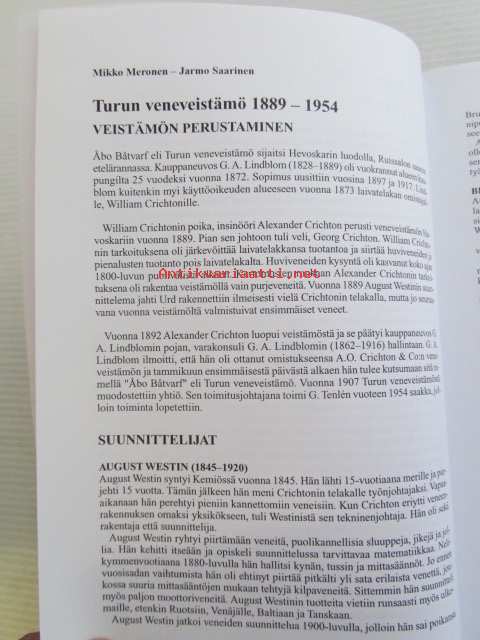 Mikko Meronen – Jarmo Saarinen
Turun veneveistämö 1889 – 1954
VEISTÄMÖN PERUSTAMINEN
Åbo Båtvarf eli Turun veneveistämö sijaitsi Hevoskarin luodolla, Ruissalon
etelärannassa. Kauppaneuvos G. A. Lindblom (1828–1889) oli vuokrannut alueen
pungilta 25 vuodeksi vuonna 1872. Sopimus uusittiin vuosina 1897 ja 1917.
blom kuitenkin myi käyttöoikeuden alueeseen vuonna 1873 laivatelakan
le, William Crichtonille.
William Crichtonin poika, insinööri Alexander Crichton perusti veneveistämön
voskariin vuonna 1889. Pian sen johtoon tuli veli, Georg Crichton. William
nin tarkoituksena oli järkevöittää laivatelakkansa tuotantoa ja siirtää huviveneiden ja
pienalusten tuotanto pois laivatelakalta. Huviveneiden kysyntä oli kasvanut koko
1800-luvun
tuksena oli rakentaa veistämöllä vain purjeveneitä. Vuonna 1889 August Westinin suun-
nittelema jahti Urd rakennettiin ilmeisesti vielä Crichtonin telakalla, mutta jo
vana vuonna veistämöltä valmistuivat ensimmäiset veneet.
Antikvariaatti.net
Vuonna 1892 Alexander Crichton luopui veistämöstä ja se päätyi kauppaneuvos G.
A. Lindblomin pojan, varakonsuli G. A. Lindblomin (1862–1916) hallintaan. G. A.
Lindblom ilmoitti, että hän oli ottanut omistukseensa A.O. Crichton & Co:n
veistämön ja tammikuun ensimmäisestä päivästä alkaen hän tulee kutsumaan sitä
mellä "Åbo Båtvarf" eli Turun veneveistämö. Vuonna 1907 Turun veneveistämöstä
muodostettiin yhtiö. Sen toimitusjohtajana toimi G. Tenlén vuoteen 1954 saakka,
loin toiminta lopetettiin.
SUUNNITTELIJAT
AUGUST WESTIN (1845–1920)
August Westin syntyi Kemiössä vuonna 1845. Hän lähti 15-vuotiaana merille ja
jehti 15 vuotta. Tämän jälkeen hän meni Crichtonin telakalle työnjohtajaksi.
aikanaan hän perehtyi pieniin kannettomiin veneisiin. Kun Crichton eriytti
rakennuksen omaksi yksikökseen, tuli Westinistä sen tekninenjohtaja. Hän oli sekä
rakentaja että suunnittelija.
August Westin ryhtyi piirtämään veneitä, puolikannellisia sluuppeja, jikejä ja
lia. Hän kehitti itseään ja opiskeli suunnittelussa tarvittavaa matematiikkaa.
kymmenvuotiaana 1880-luvulla hän hallitsi kynän, tussin ja mittasäännöt. Jo ennen
vuosisadan vaihtumista hän oli ehtinyt piirtää pitkälti yli sata erilaista venettä,
kossa suuria mittasääntöjen mukaan tehtyjä kilpaveneitä. Sittemmin hän suunnitteli
myös paljon moottoriveneitä. August Westinin tuotteita vietiin runsaasti myös
maille, etenkin Ruotsiin, Venäjälle, Baltiaan ja Tanskaan.
August Westin jatkoi veneiden suunnittelua 1900-luvulla, jolloin hän sai poikansa